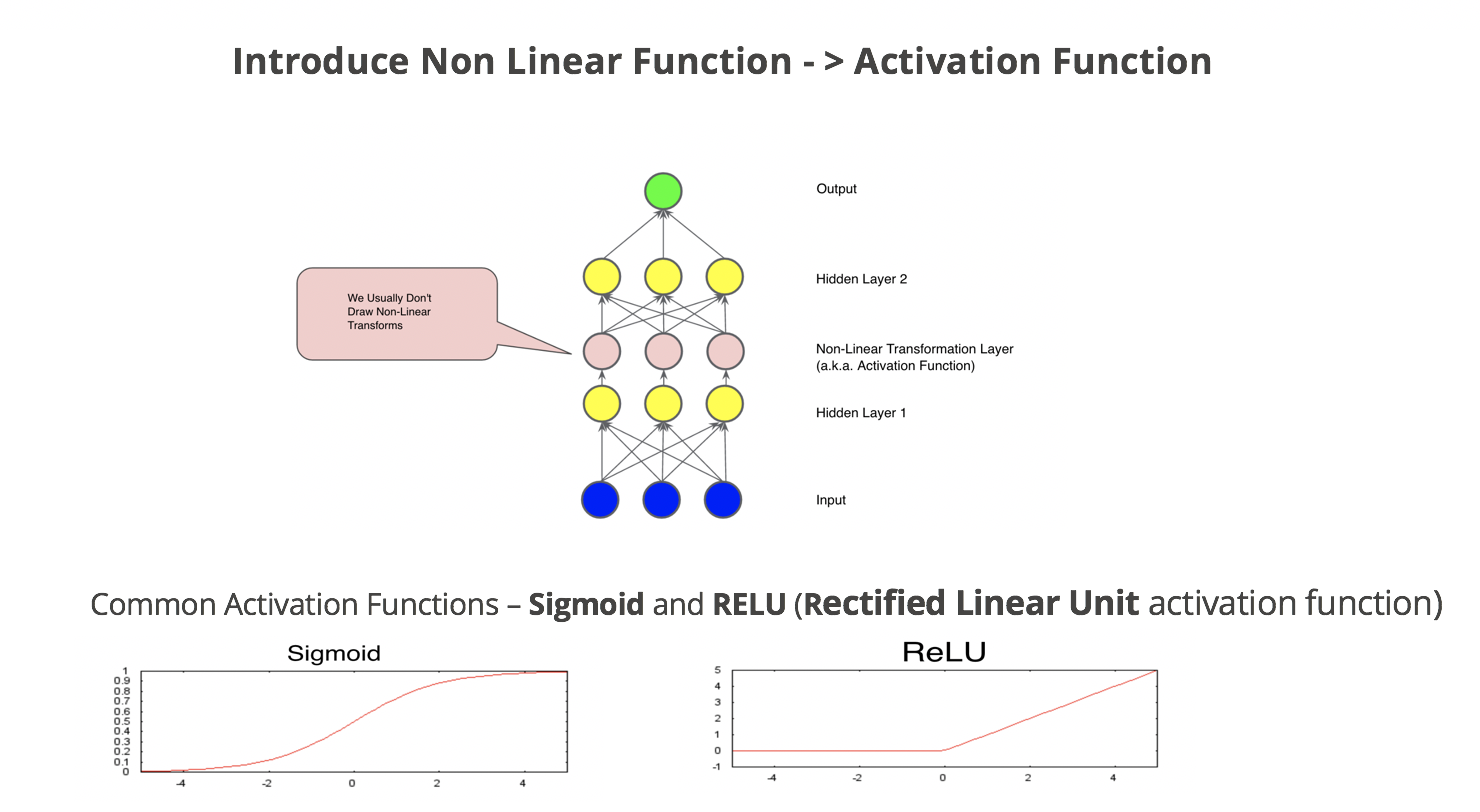 Introduce Non Linear Function - > Activation Function
Output
Hidden Layer 2
We Usually Don't
Draw Non-Linear
Transforms
Non-Linear Transformation Layer
(a.k.a. Activation Function)
Hidden Layer 1
Input
Common Activation Functions – Sigmoid and RELU (Rectified Linear Unit activation function)
Sigmoid
1
0.9
0.8
0.7
0.6
0.5
0.4
0.3
0.2
0.1
0
-4 -2 0 2 4
ReLU
5
4
3
2
1
0
-1
-4 -2 0 2 4